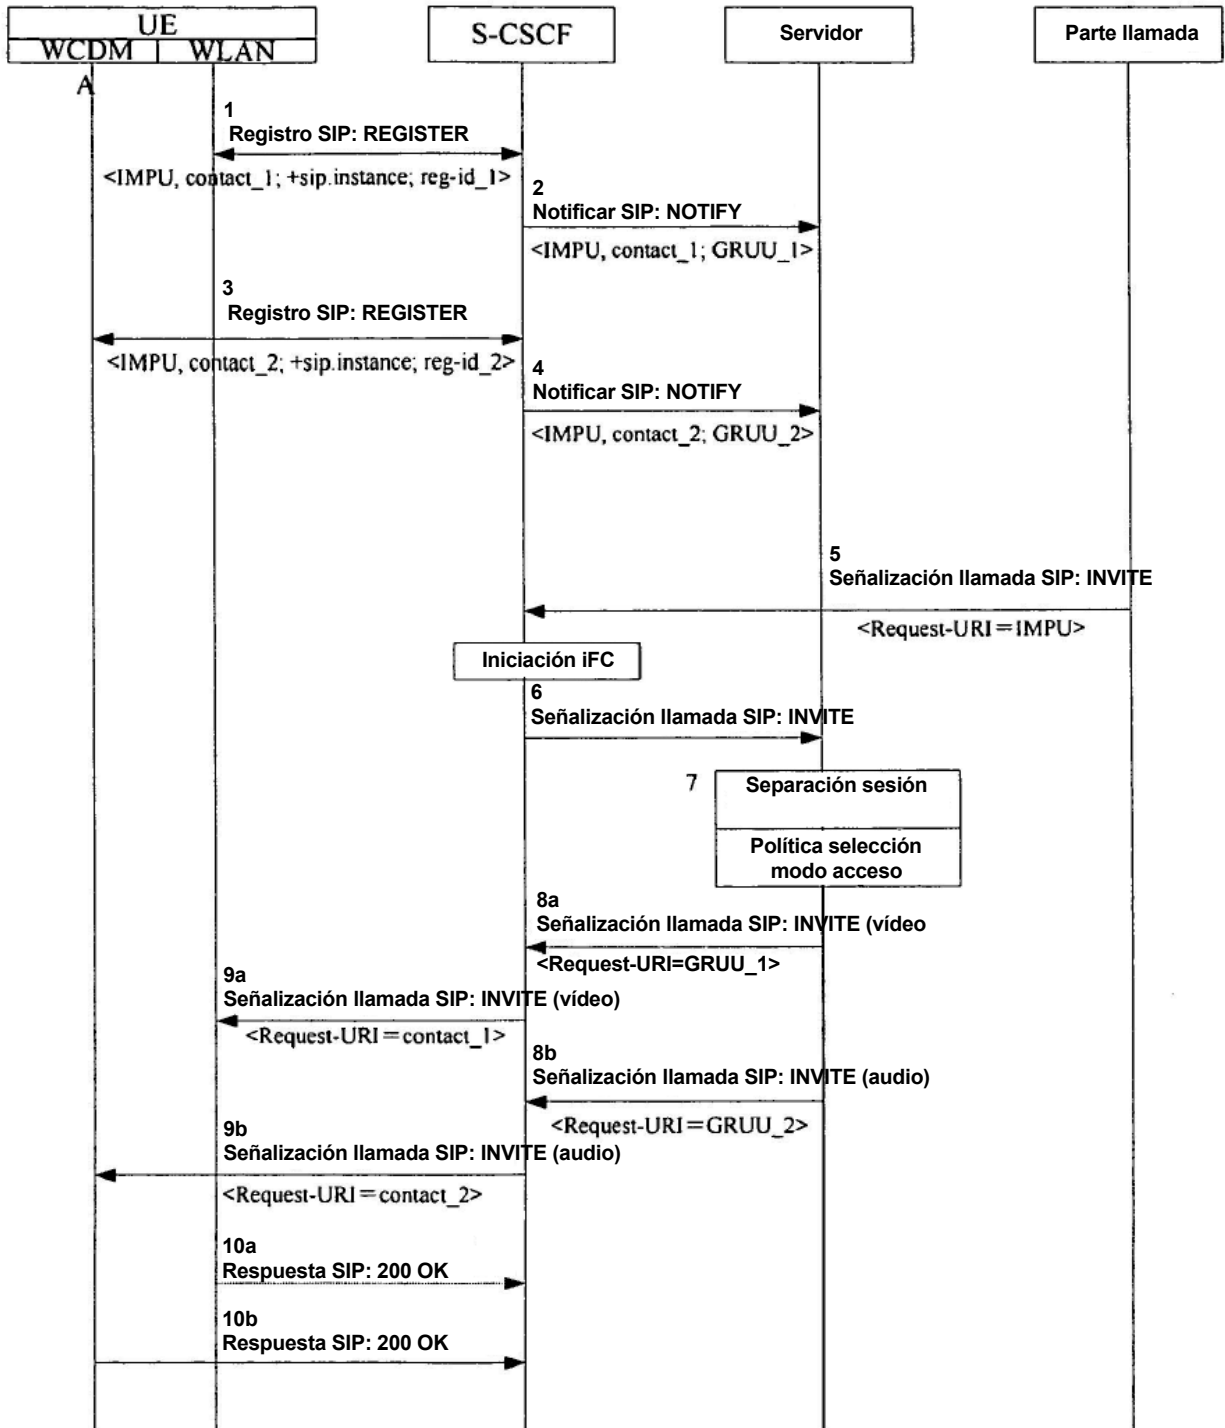 UE
WCDM
WLAN
A
S-CSCF
Servidor
Parte llamada
1
Registro SIP: REGISTER
<IMPU, contact_1; +sip.instance; reg-id_1>
2
Notificar SIP: NOTIFY
<IMPU, contact_1; GRUU_1>
3
Registro SIP: REGISTER
<IMPU, contact_2; +sip.instance; reg-id_2>
4
Notificar SIP: NOTIFY
<IMPU, contact_2; GRUU_2>
5
Señalización llamada SIP: INVITE
<Request-URI=IMPU>
Iniciación iFC
6
Señalización llamada SIP: INVITE
7
Separación sesión
Política selección
modo acceso
8a
Señalización llamada SIP: INVITE (vídeo
<Request-URI=GRUU_1>
9a
Señalización llamada SIP: INVITE (vídeo)
<Request-URI=contact_1>
8b
Señalización llamada SIP: INVITE (audio)
<Request-URI=GRUU_2>
9b
Señalización llamada SIP: INVITE (audio)
<Request-URI=contact_2>
10a
Respuesta SIP: 200 OK
10b
Respuesta SIP: 200 OK